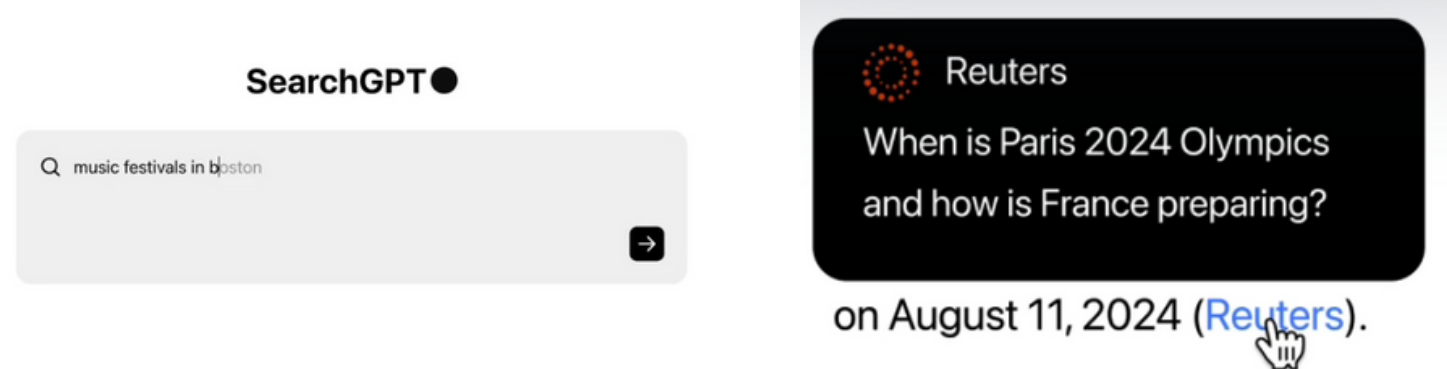 SearchGPT
music festivals in boston
Reuters
When is Paris 2024 Olympics
and how is France preparing?
on August 11, 2024 (Reuters).